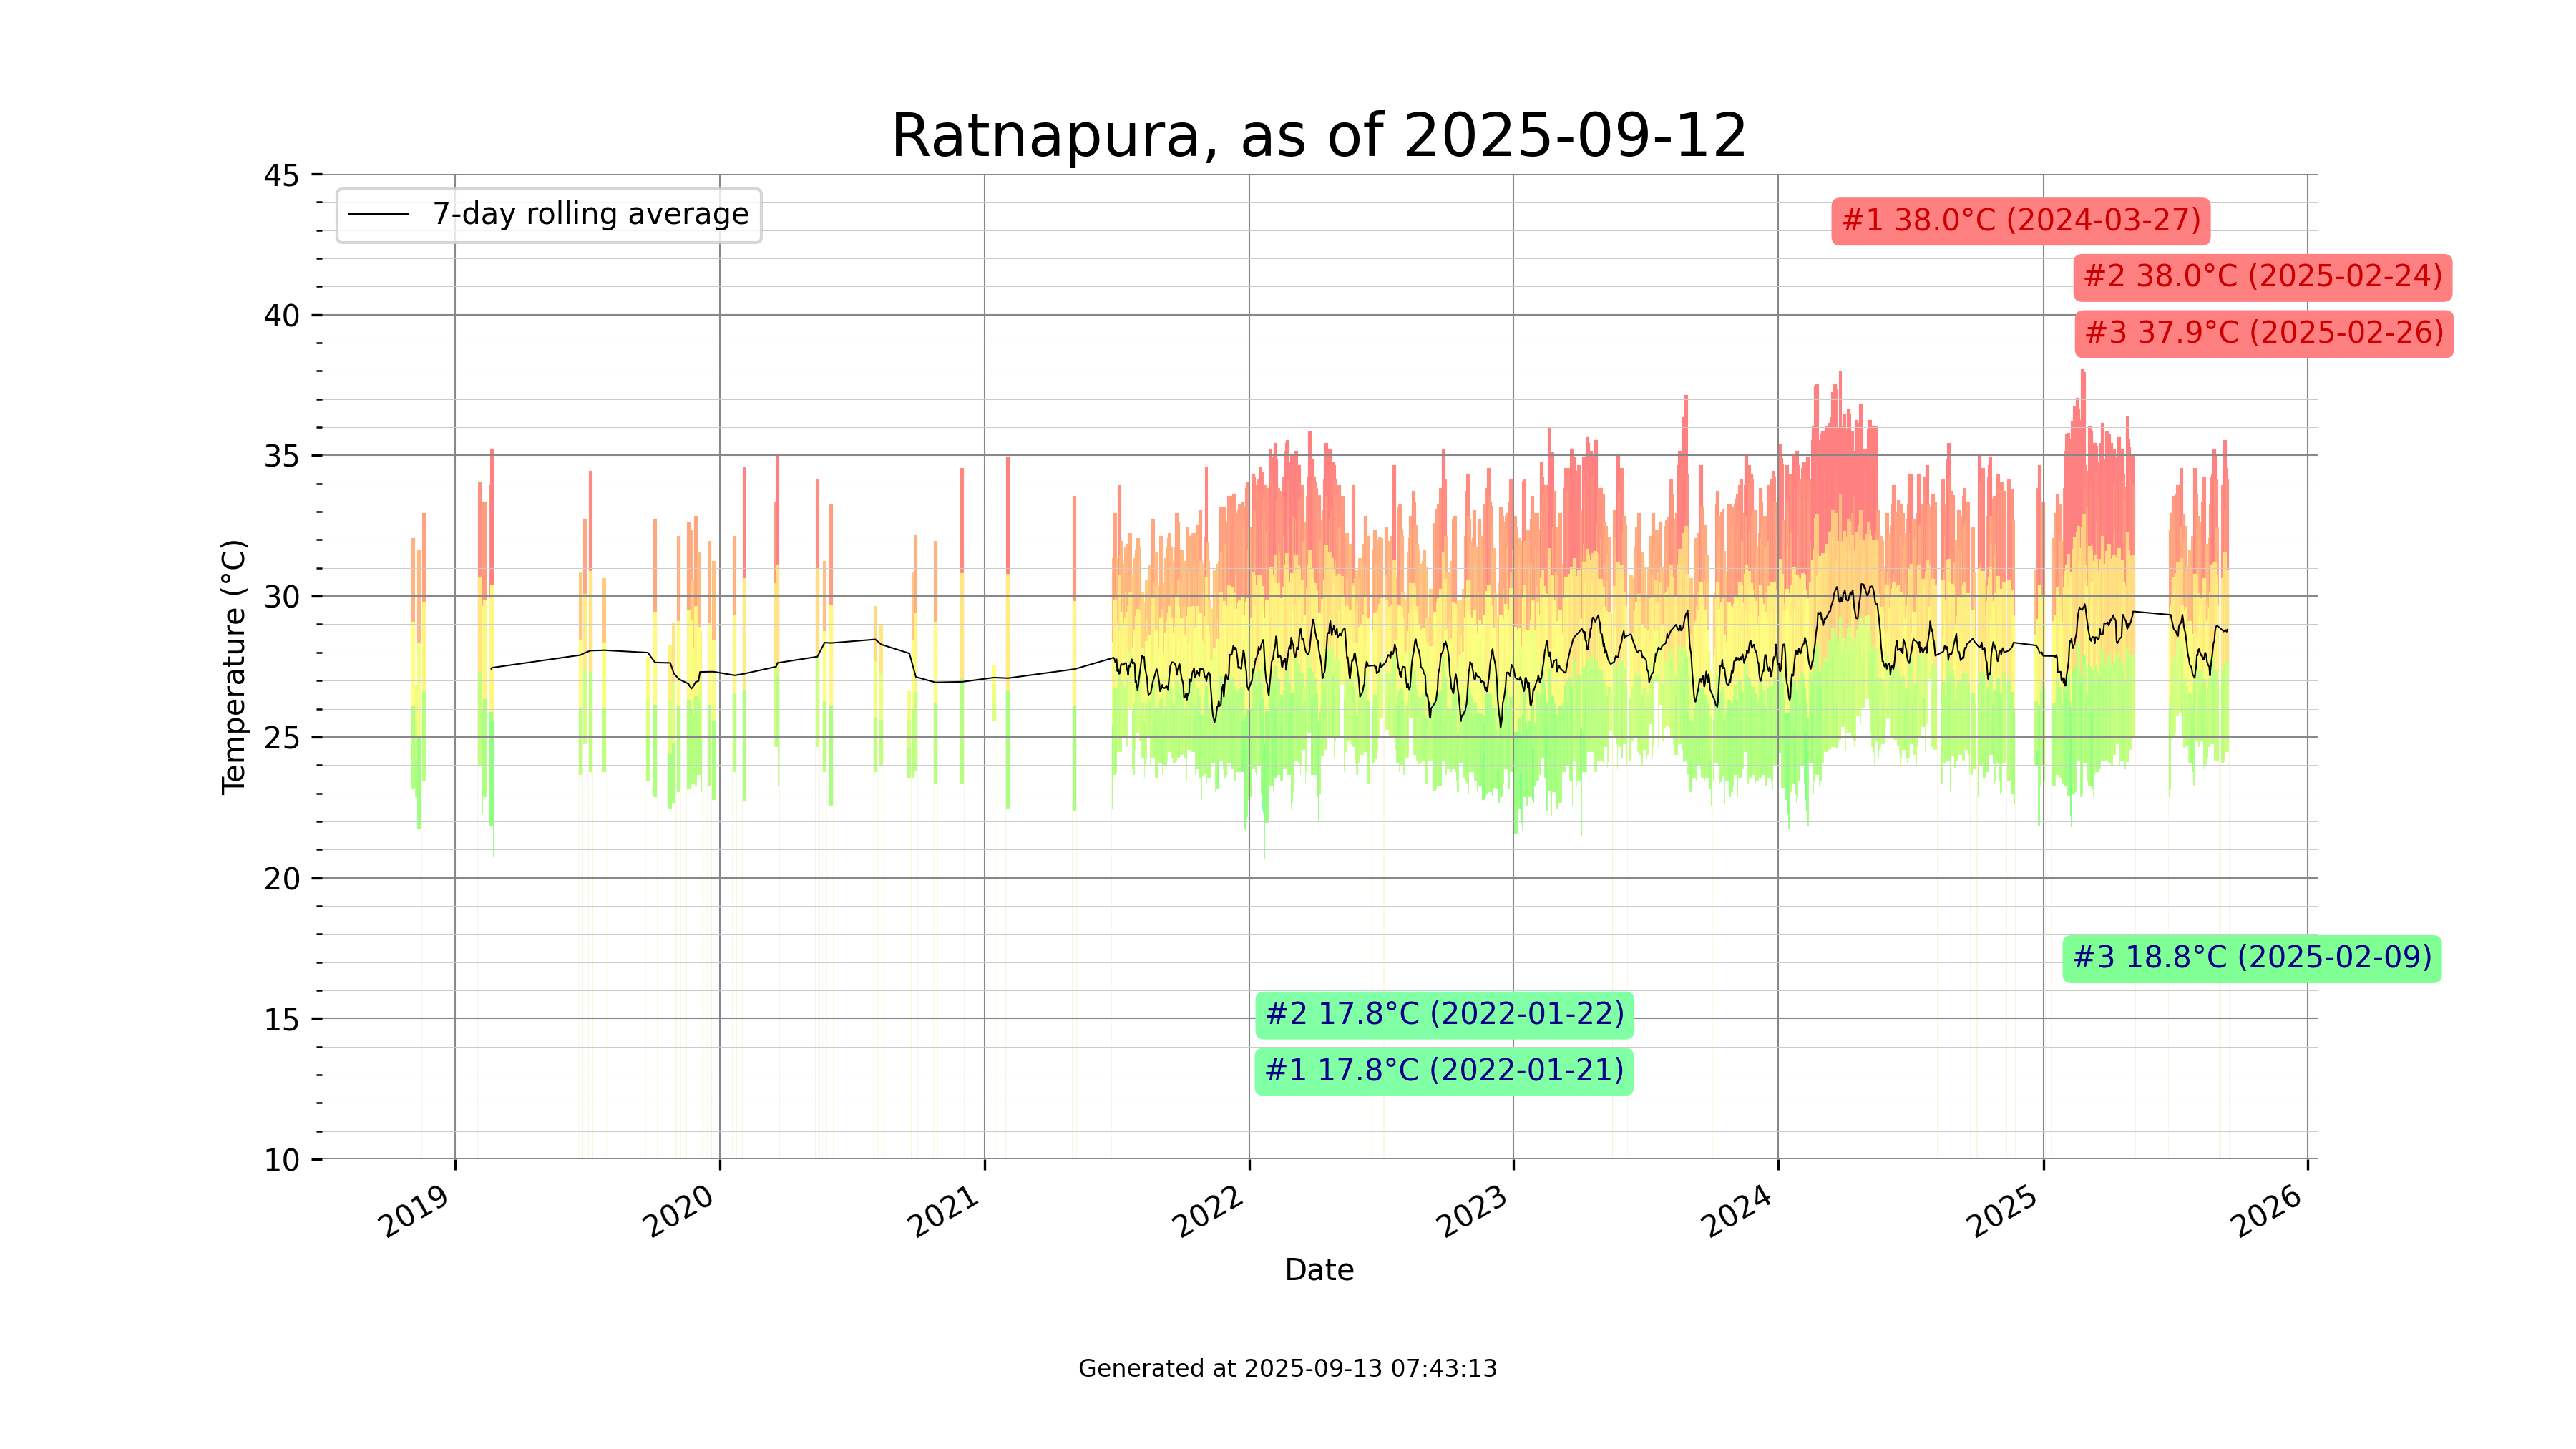 Ratnapura, as of 2025-09-12
7-day rolling average
#1 38.0°C (2024-03-27)
#2 38.0°C (2025-02-24)
#3 37.9°C (2025-02-26)
#3 18.8°C (2025-02-09)
#2 17.8°C (2022-01-22)
#1 17.8°C (2022-01-21)
Temperature (°C)
45
40
35
30
25
20
15
10
2019
2020
2021
2022
2023
2024
2025
2026
Date
Generated at 2025-09-13 07:43:13